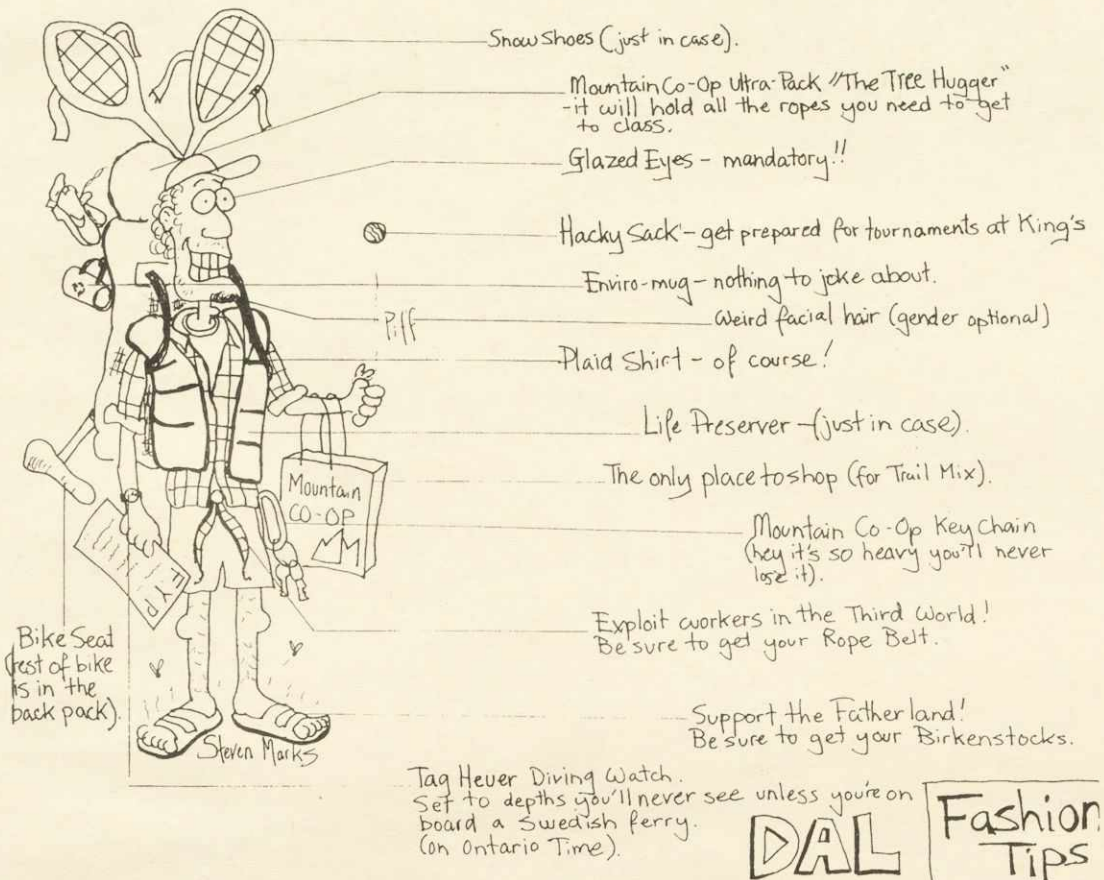 Snow Shoes (just in case).
Mountain Co-Op Ultra-Pack "The Tree Hugger"
-it will hold all the ropes you need to get
to class.
Glazed Eyes - mandatory!!
Hacky Sack - get prepared for tournaments at King's
Enviro-mug - nothing to joke about.
Weird facial hair (gender optional)
Piff
Plaid Shirt - of course!
Life Preserver - (just in case).
The only place to shop (for Trail Mix).
Mountain
CO-OP
Mountain Co-Op Key Chain
(hey it's so heavy you'll never
lose it).
FYP
Exploit workers in the Third World!
Be sure to get your Rope Belt.
Bike Seat
(rest of bike
is in the
back pack).
Support the Fatherland!
Be sure to get your Birkenstocks.
Steven Marks
Tag Heuer Diving Watch.
Set to depths you'll never see unless you're on
board a Swedish ferry.
(on Ontario Time).
DAL
Fashion
Tips